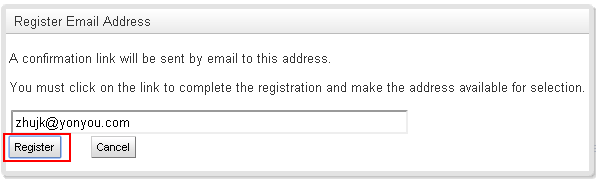 Register Email Address
A confirmation link will be sent by email to this address.
You must click on the link to complete the registration and make the address available for selection.
zhujk@yonyou.com
Register Cancel